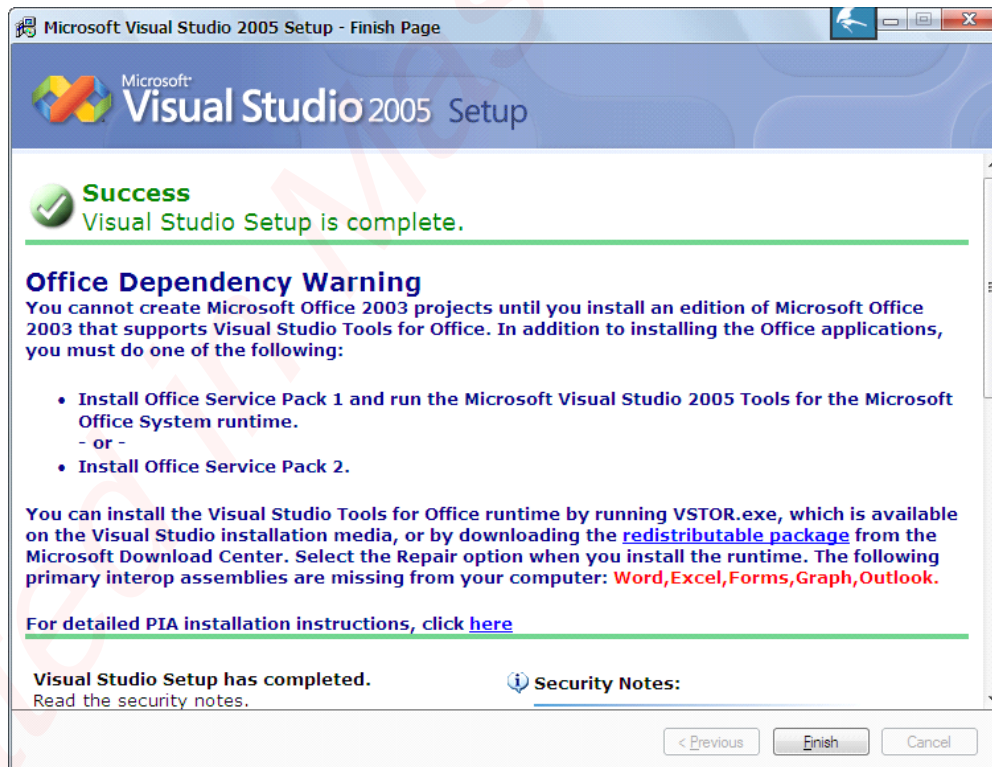 Microsoft Visual Studio 2005 Setup - Finish Page
Microsoft
Visual Studio 2005 Setup
Success
Visual Studio Setup is complete.
Office Dependency Warning
You cannot create Microsoft Office 2003 projects until you install an edition of Microsoft Office
2003 that supports Visual Studio Tools for Office. In addition to installing the Office applications,
you must do one of the following:
• Install Office Service Pack 1 and run the Microsoft Visual Studio 2005 Tools for the Microsoft
Office System runtime.
- or -
• Install Office Service Pack 2.
You can install the Visual Studio Tools for Office runtime by running VSTOR.exe, which is available
on the Visual Studio installation media, or by downloading the redistributable package from the
Microsoft Download Center. Select the Repair option when you install the runtime. The following
primary interop assemblies are missing from your computer: Word,Excel,Forms,Graph,Outlook.
For detailed PIA installation instructions, click here
Visual Studio Setup has completed.
Read the security notes.
Security Notes:
< Previous
Finish
Cancel